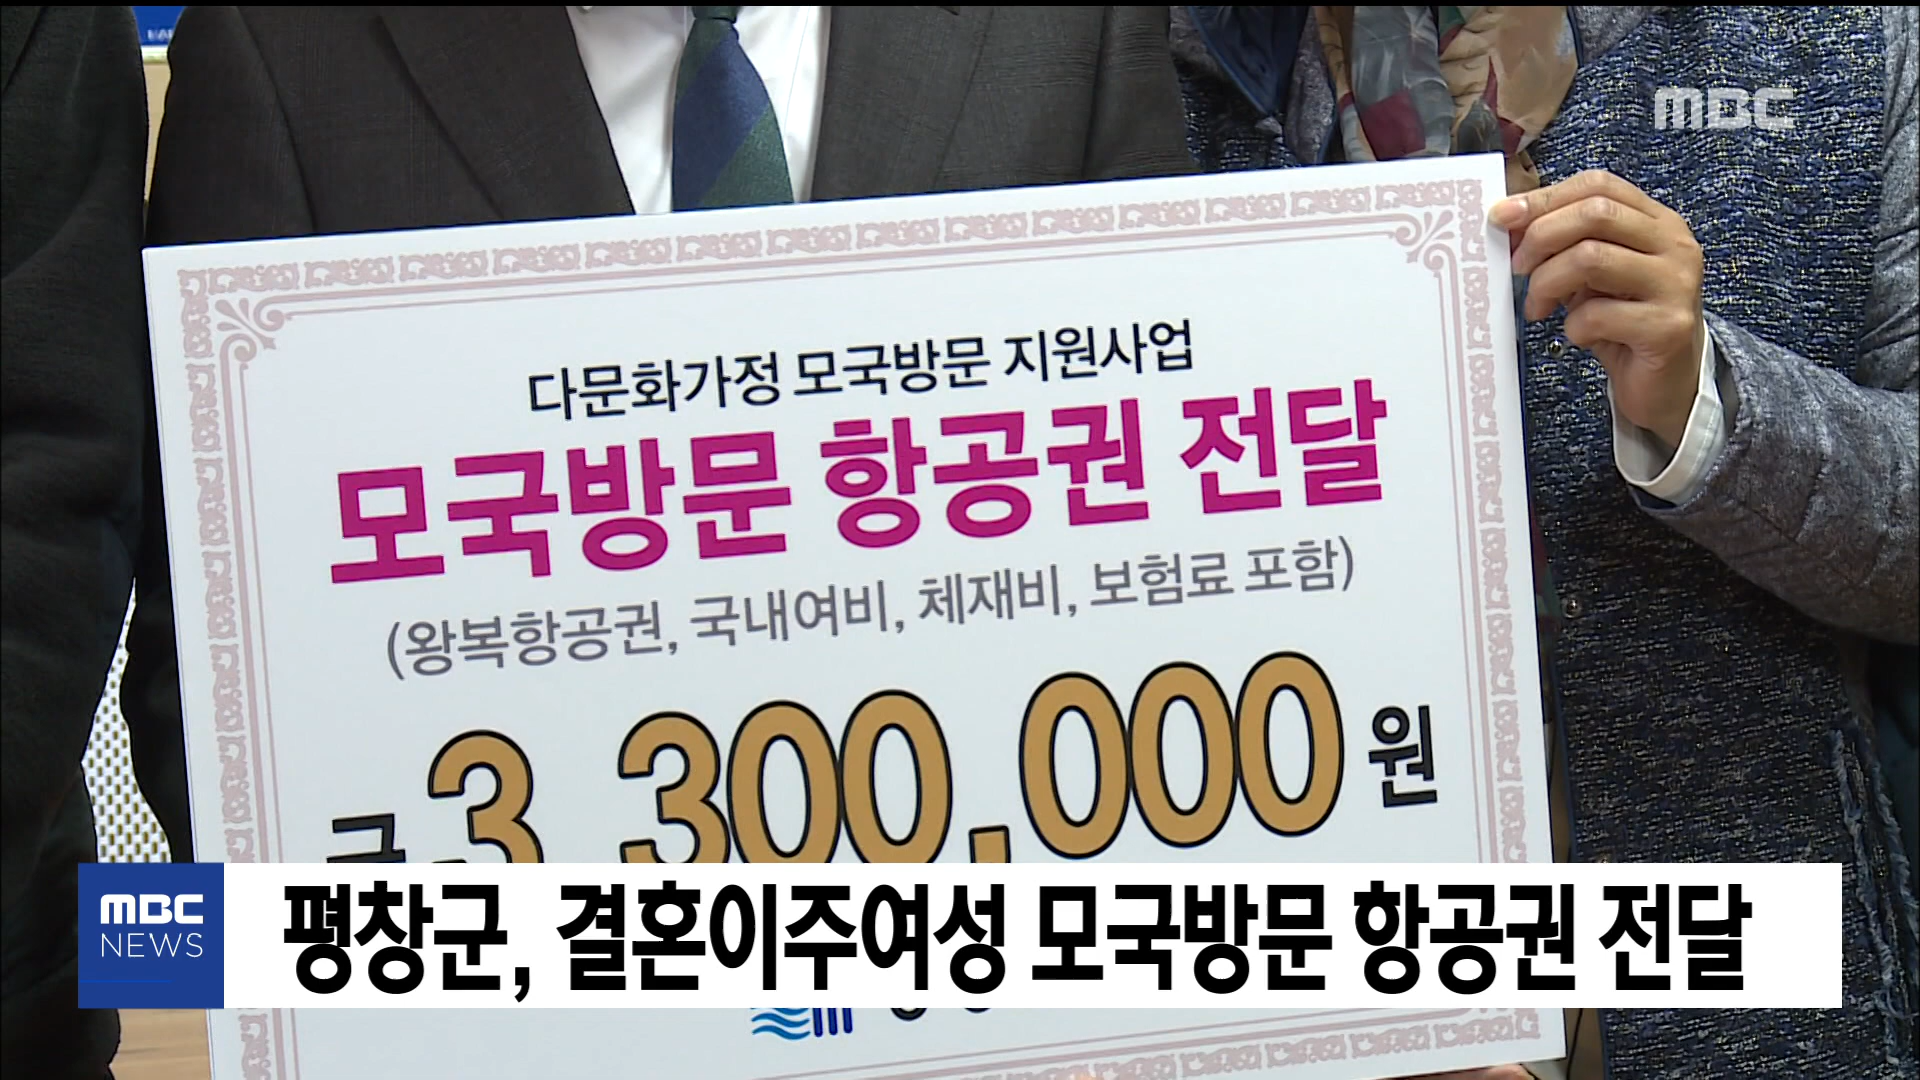 MBC
다문화가정 모국방문 지원사업
모국방문 항공권 전달
(왕복항공권, 국내여비, 체재비, 보험료 포함)
금 3,300,000 원
MBC
NEWS
평창군, 결혼이주여성 모국방문 항공권 전달